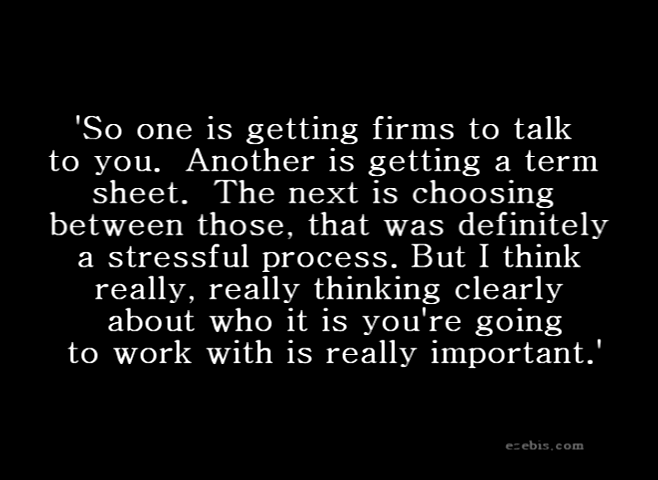 'So one is getting firms to talk
to you.  Another is getting a term
sheet.  The next is choosing
between those, that was definitely
a stressful process. But I think
really, really thinking clearly
about who it is you're going
to work with is really important.'